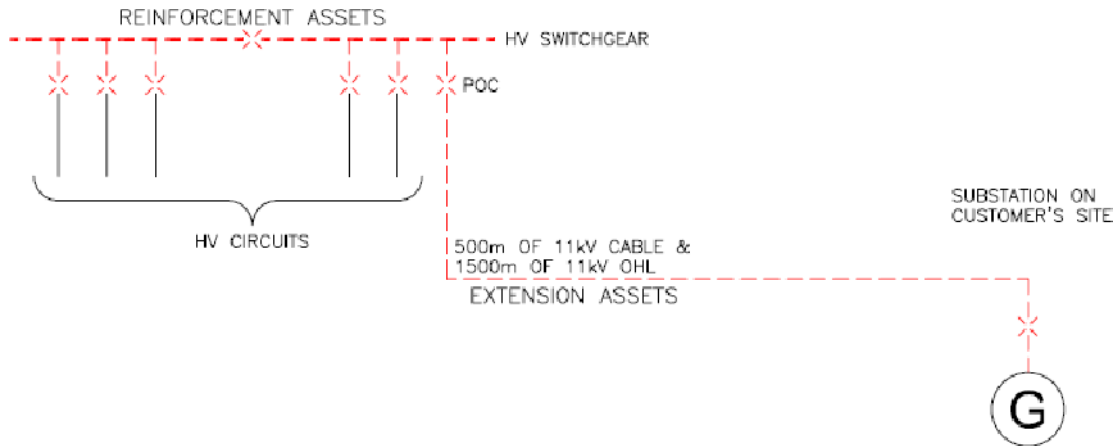 REINFORCEMENT ASSETS
HV SWITCHGEAR
POC
HV CIRCUITS
SUBSTATION ON
CUSTOMER'S SITE
500m OF 11kV CABLE &
1500m OF 11kV OHL
EXTENSION ASSETS
G